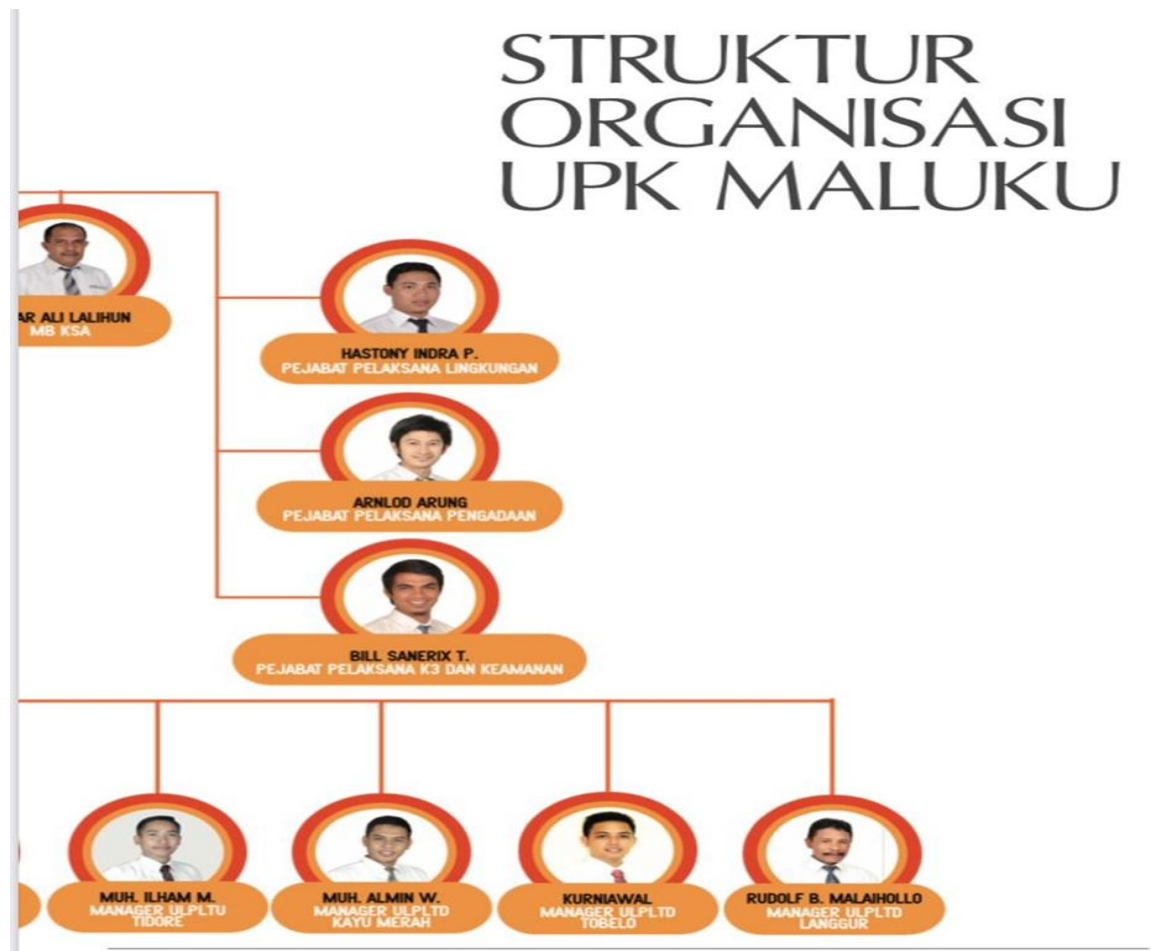 STRUKTUR
ORGANISASI
UPK MALUKU
AR ALI LALIHUN
MB KSA
HASTONY INDRA P.
PEJABAT PELAKSANA LINGKUNGAN
ARNLOD ARUNG
PEJABAT PELAKSANA PENGADAAN
BILL SANERIX T.
PEJABAT PELAKSANA K3 DAN KEAMANAN
MUH. ILHAM M.
MANAGER ULPLTU
TIDORE
MUH. ALMIN W.
MANAGER ULPLTD
KAYU MERAH
KURNIAWAL
MANAGER ULPLTD
TOBELO
RUDOLF B. MALAIHOLLO
MANAGER ULPLTD
LANGGUR